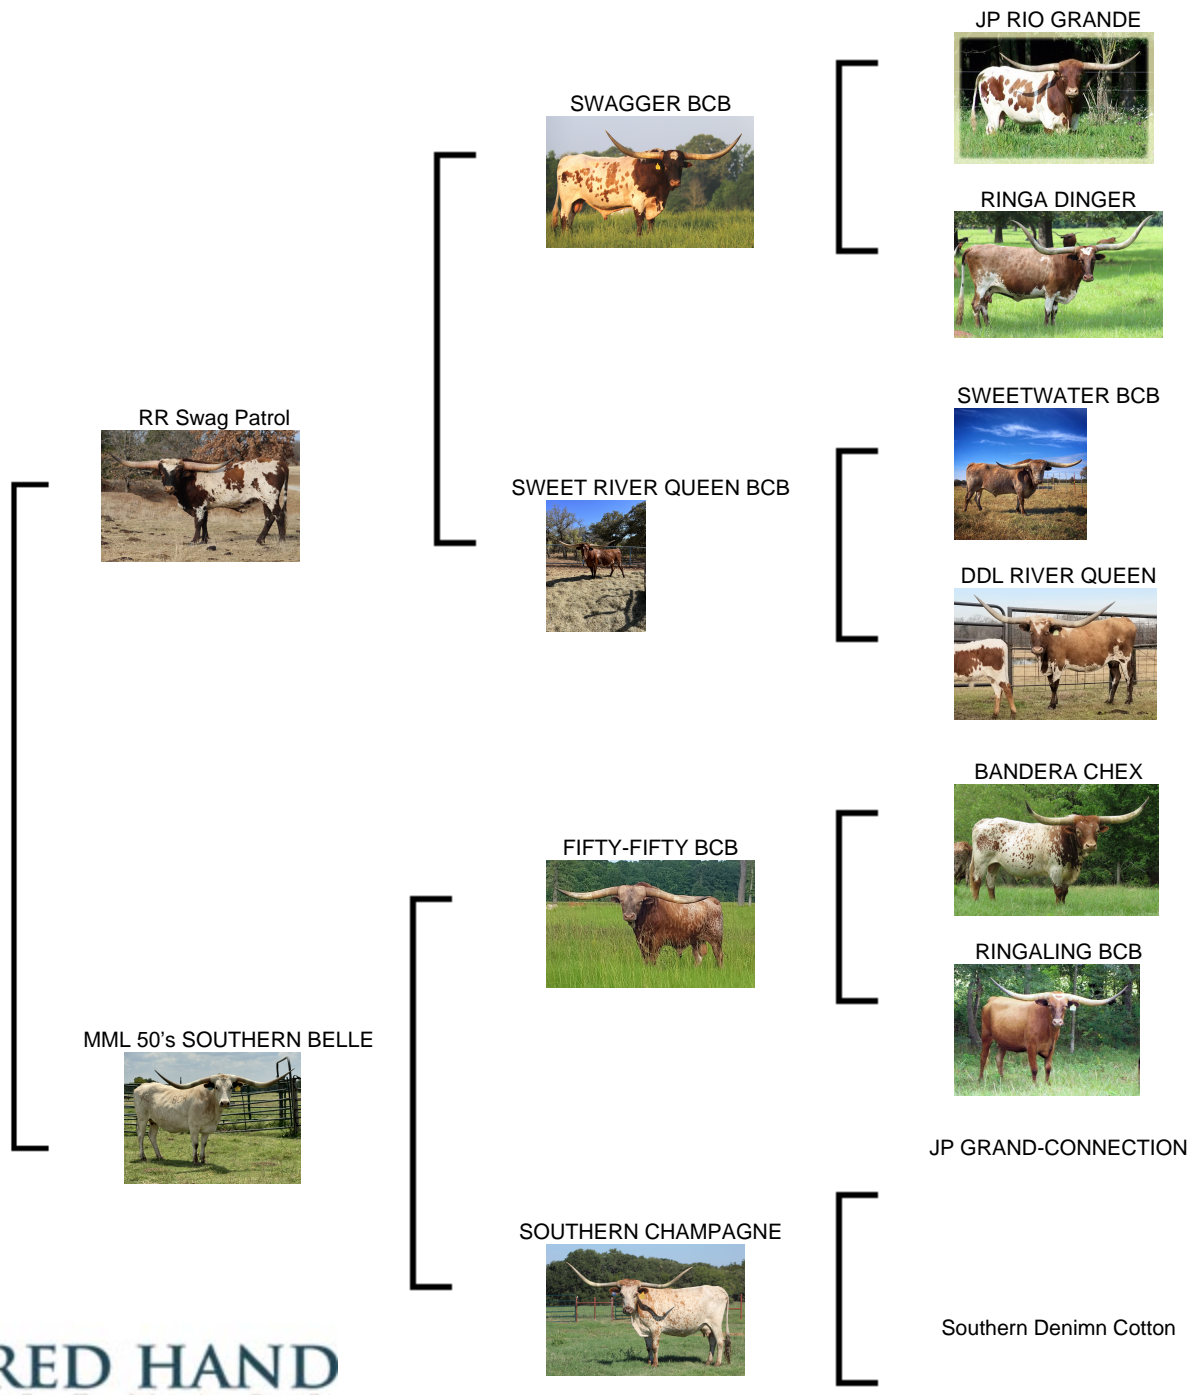 JP RIO GRANDE
SWAGGER BCB
RINGA DINGER
SWEETWATER BCB
RR Swag Patrol
SWEET RIVER QUEEN BCB
DDL RIVER QUEEN
BANDERA CHEX
FIFTY-FIFTY BCB
RINGALING BCB
MML 50's SOUTHERN BELLE
JP GRAND-CONNECTION
SOUTHERN CHAMPAGNE
Southern Denimn Cotton
RED HAND